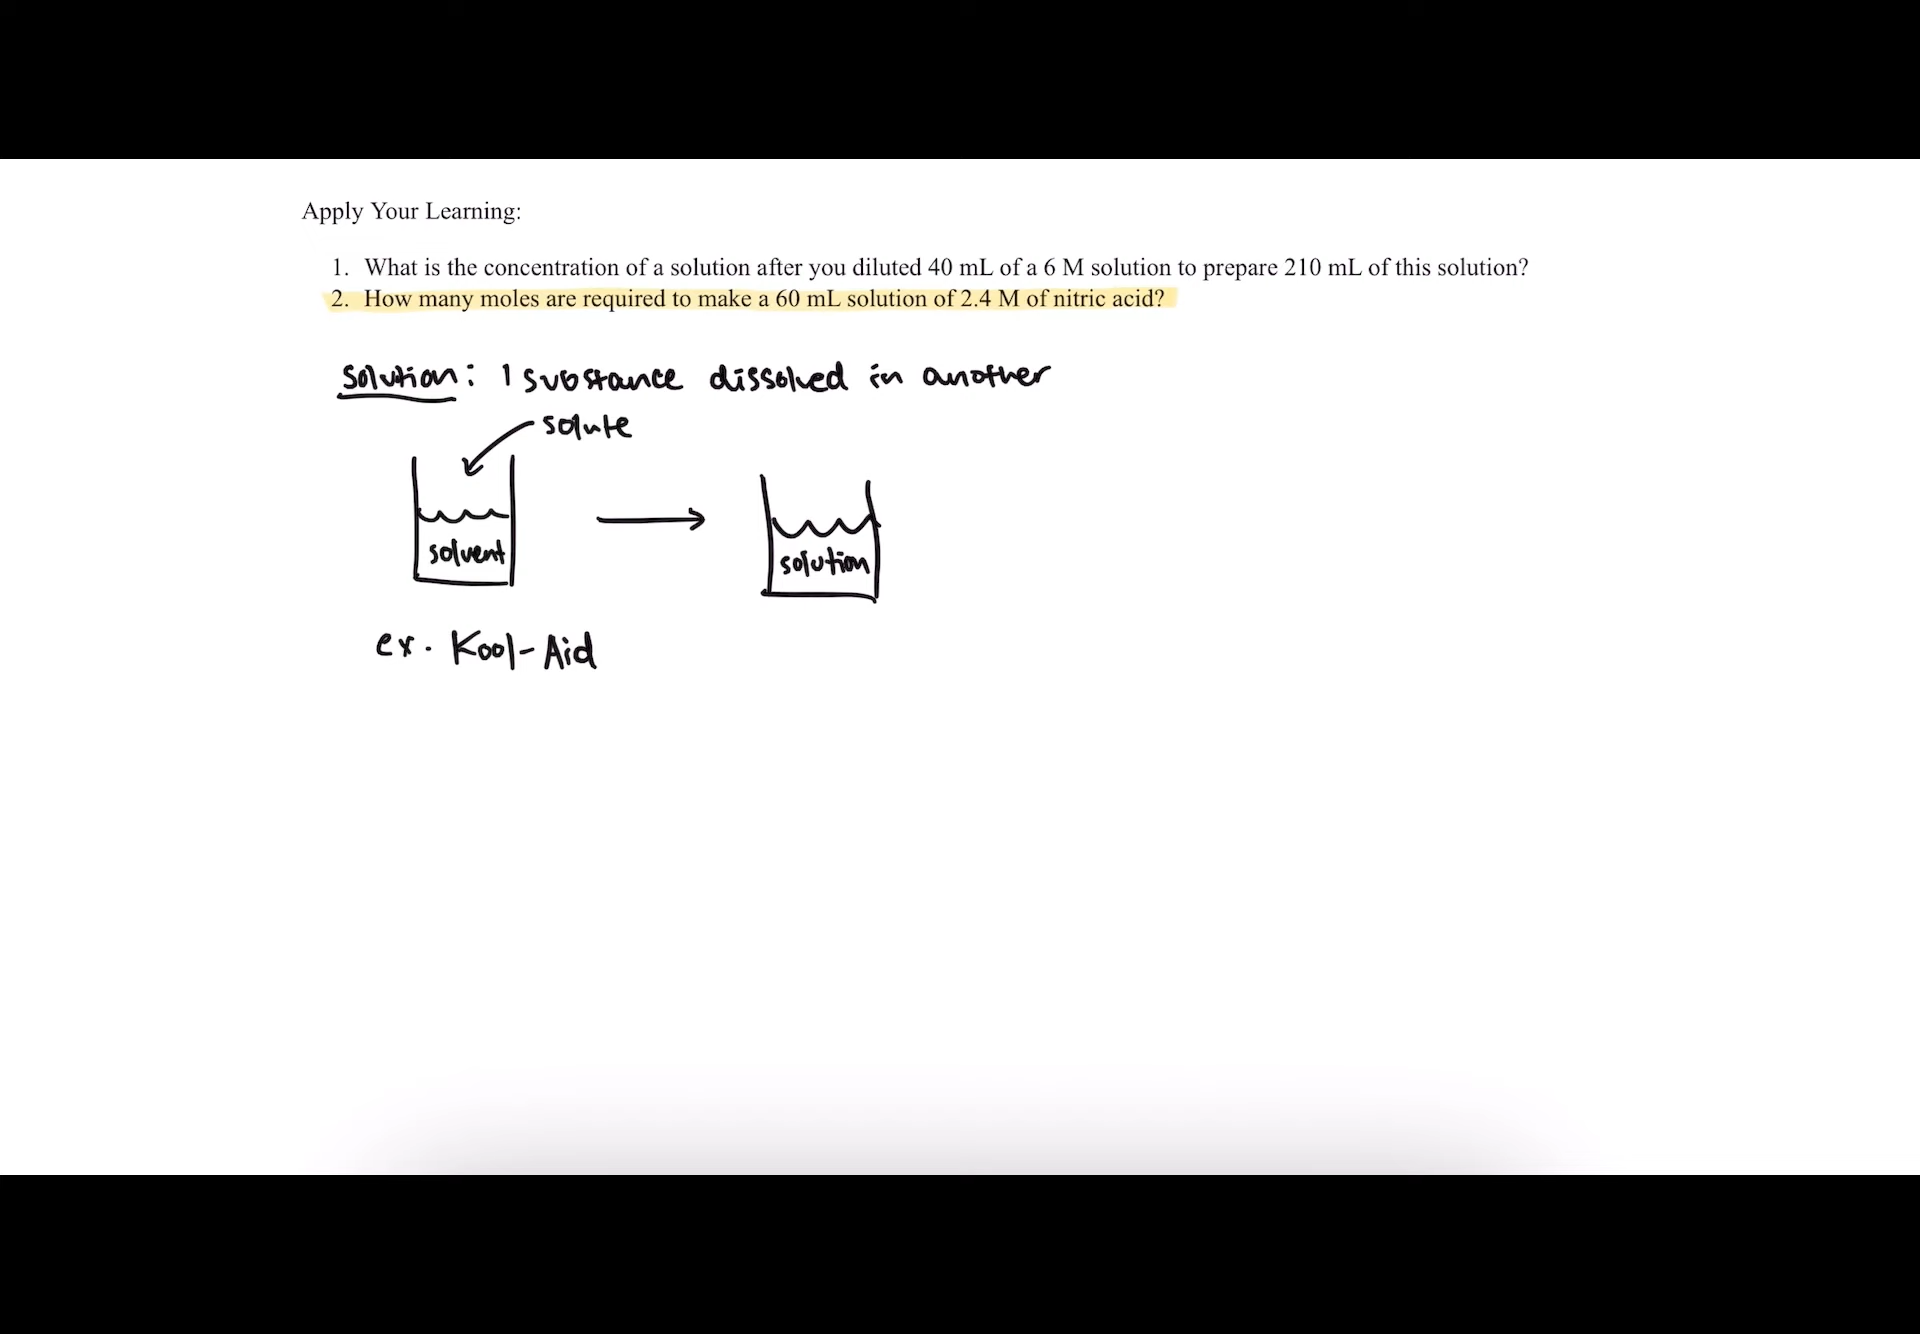 Apply Your Learning:
1. What is the concentration of a solution after you diluted 40 mL of a 6 M solution to prepare 210 mL of this solution?
2. How many moles are required to make a 60 mL solution of 2.4 M of nitric acid?
Solution: 1 substance dissolved in another
solute
solvent
solution
ex. Kool-Aid